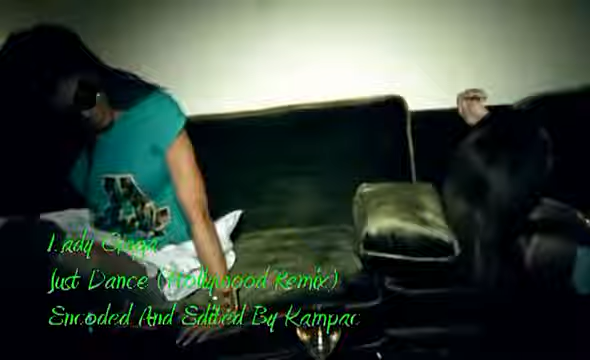 Lady Gaga
Just Dance (Hollywood Remix)
Encoded And Edited By Kampac